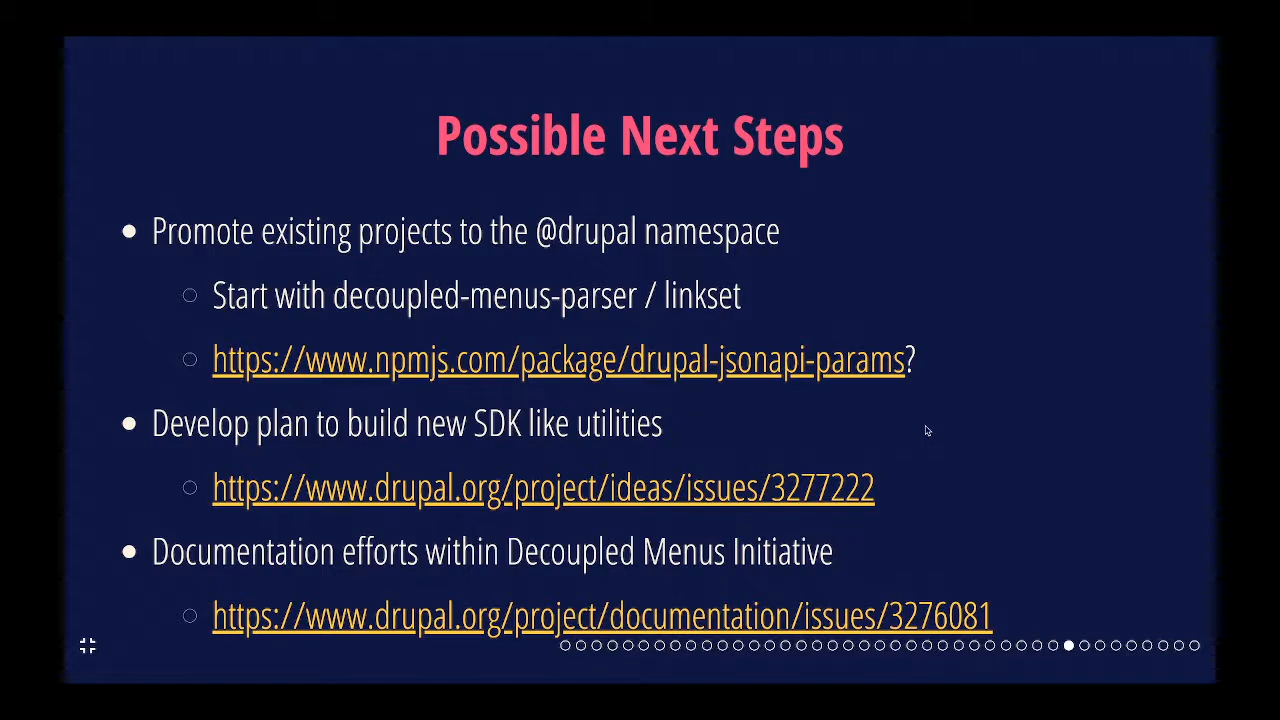 Possible Next Steps
Promote existing projects to the @drupal namespace
Start with decoupled-menus-parser / linkset
https://www.npmjs.com/package/drupal-jsonapi-params?
Develop plan to build new SDK like utilities
https://www.drupal.org/project/ideas/issues/3277222
Documentation efforts within Decoupled Menus Initiative
https://www.drupal.org/project/documentation/issues/3276081